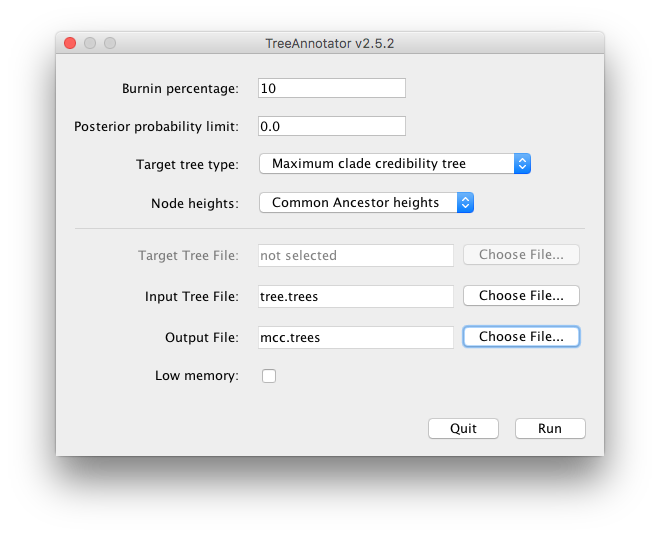 TreeAnnotator v2.5.2
Burnin percentage: 10
Posterior probability limit: 0.0
Target tree type: Maximum clade credibility tree
Node heights: Common Ancestor heights
Target Tree File: not selected Choose File...
Input Tree File: tree.trees Choose File...
Output File: mcc.trees Choose File...
Low memory:
Quit Run